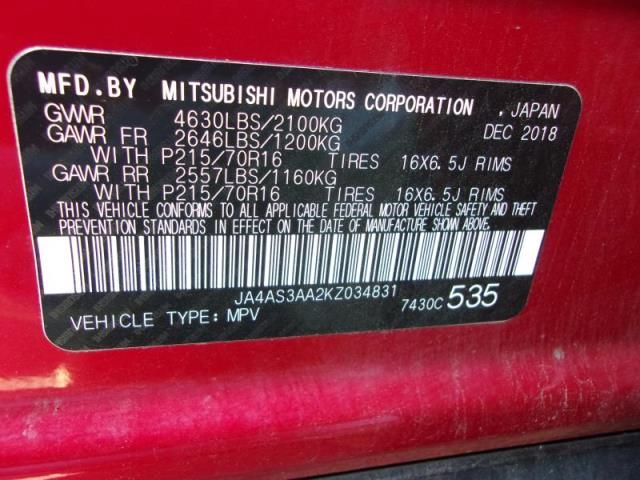 MFD.BY MITSUBISHI MOTORS CORPORATION . JAPAN
GVWR 4630LBS/2100KG DEC 2018
GAWR FR 2646LBS/1200KG
WITH P215/70R16 TIRES 16X6.5J RIMS
GAWR RR 2557LBS/1160KG
WITH P215/70R16 TIRES 16X6.5J RIMS
THIS VEHICLE CONFORMS TO ALL APPLICABLE FEDERAL MOTOR VEHICLE SAFETY AND THEFT
PREVENTION STANDARDS IN EFFECT ON THE DATE OF MANUFACTURE SHOWN ABOVE.
JA4AS3AA2KZ034831
7430C 535
VEHICLE TYPE: MPV